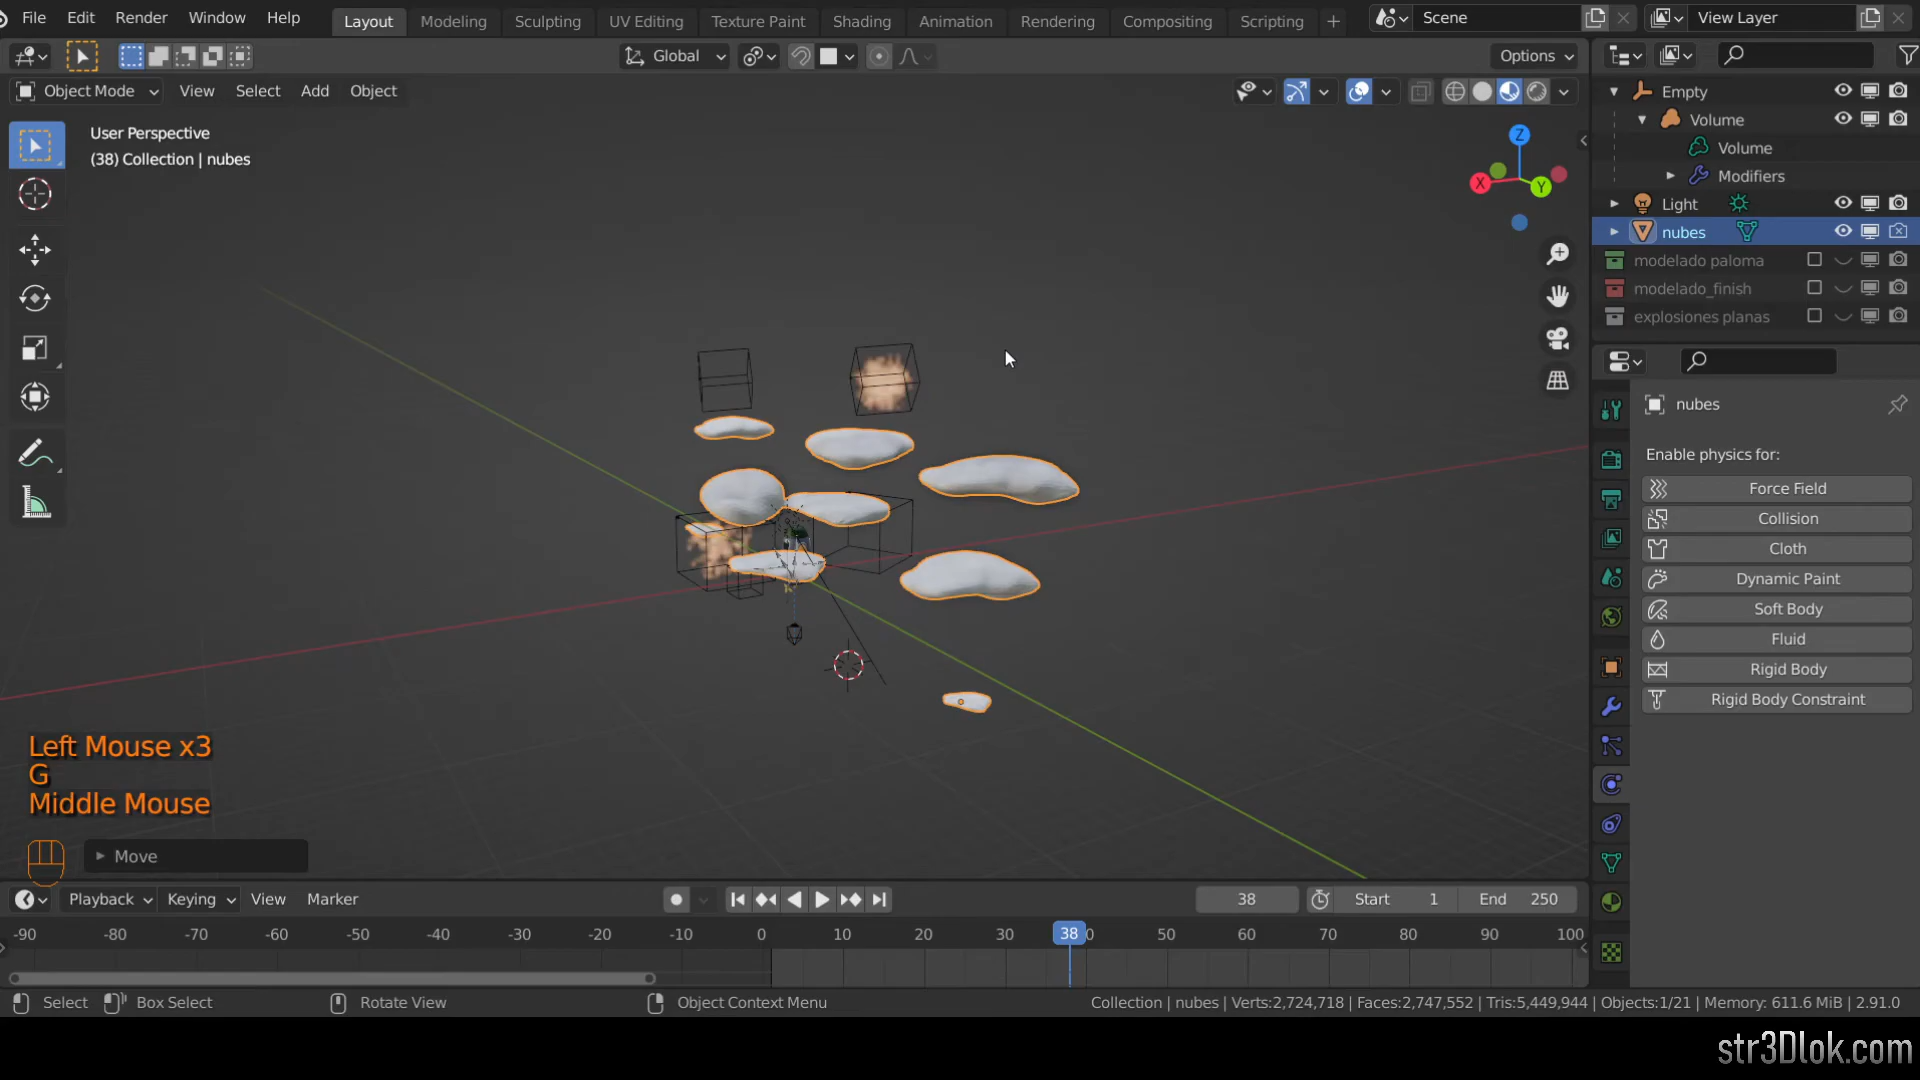 File Edit Render Window Help Layout Modeling Sculpting UV Editing Texture Paint Shading Animation Rendering Compositing Scripting + Scene View Layer
Global Options
Object Mode View Select Add Object
User Perspective
(38) Collection | nubes
Z
X
Y
Empty
Volume
Volume
Modifiers
Light
nubes
modelado paloma
modelado_finish
explosiones planas
nubes
Enable physics for:
Force Field
Collision
Cloth
Dynamic Paint
Soft Body
Fluid
Rigid Body
Rigid Body Constraint
Left Mouse x3
G
Middle Mouse
Move
Playback Keying View Marker 38 Start 1 End 250
-90 -80 -70 -60 -50 -40 -30 -20 -10 0 10 20 30 38 0 50 60 70 80 90 100
Select Box Select Rotate View Object Context Menu Collection | nubes | Verts:2,724,718 | Faces:2,747,552 | Tris:5,449,944 | Objects:1/21 | Memory: 611.6 MiB | 2.91.0
str3Dlok.com